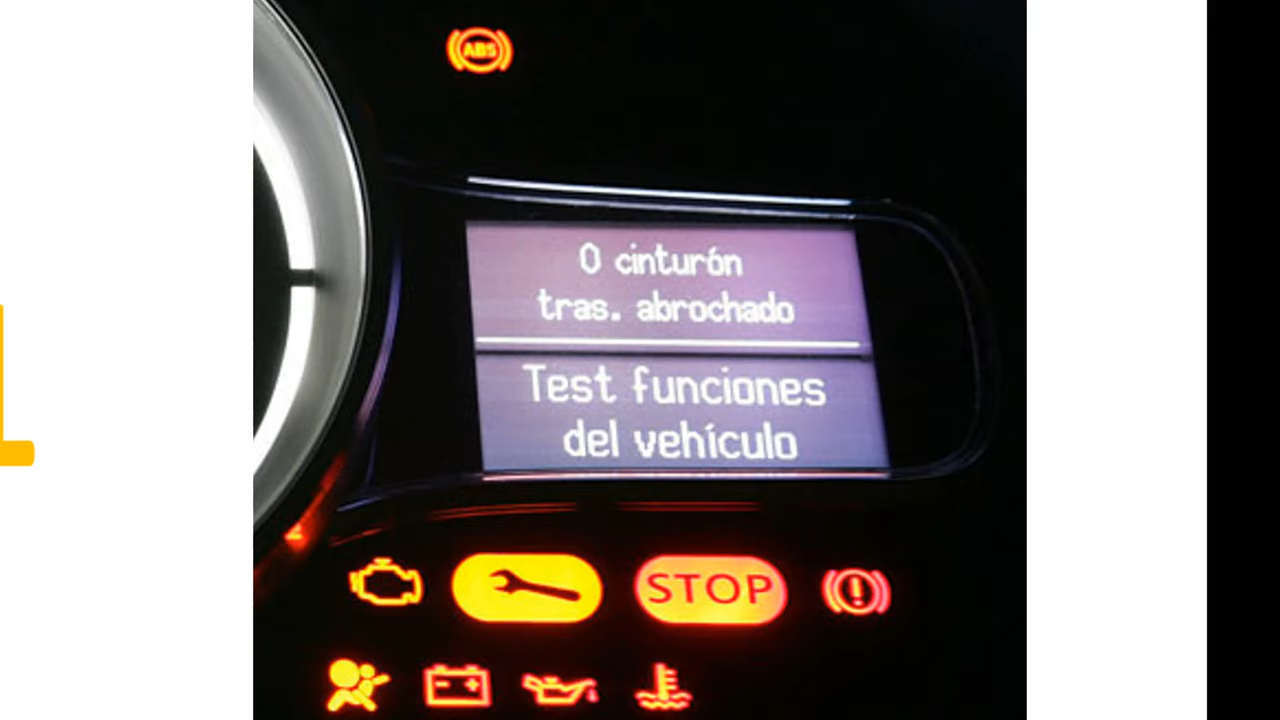 ABS
0 cinturón
tras. abrochado
Test funciones
del vehículo
STOP